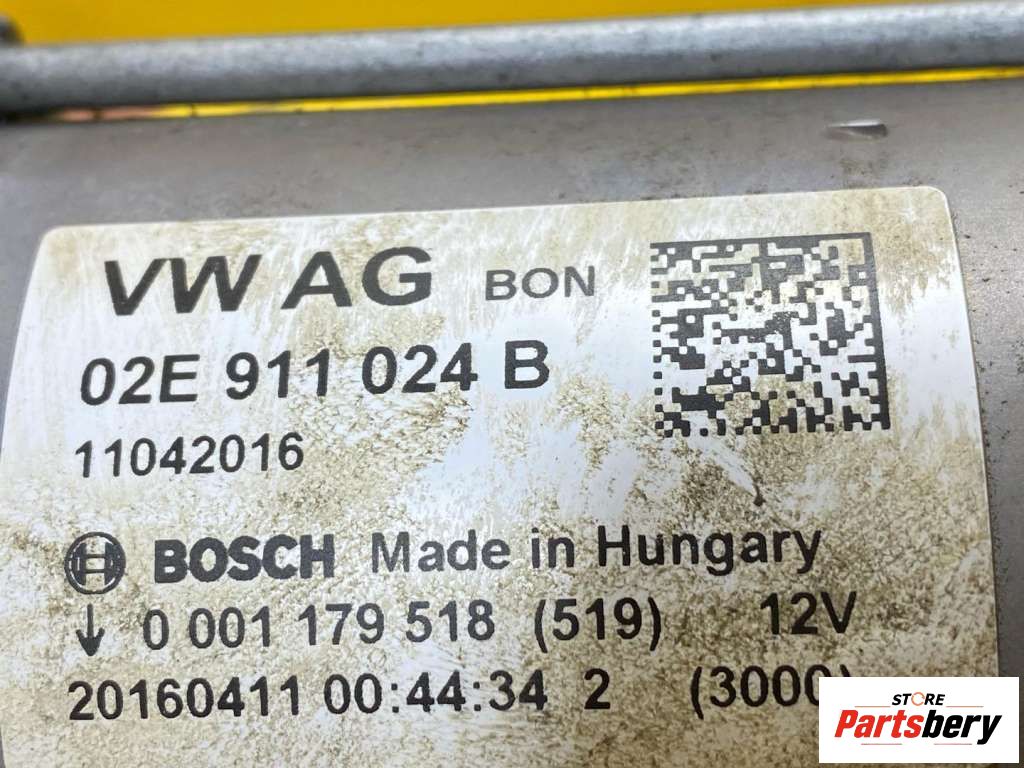 VW AG BON
02E 911 024 B
11042016
BOSCH Made in Hungary
↓ 0 001 179 518 (519) 12V
20160411 00:44:34 2 (3000)
STORE
Partsbery